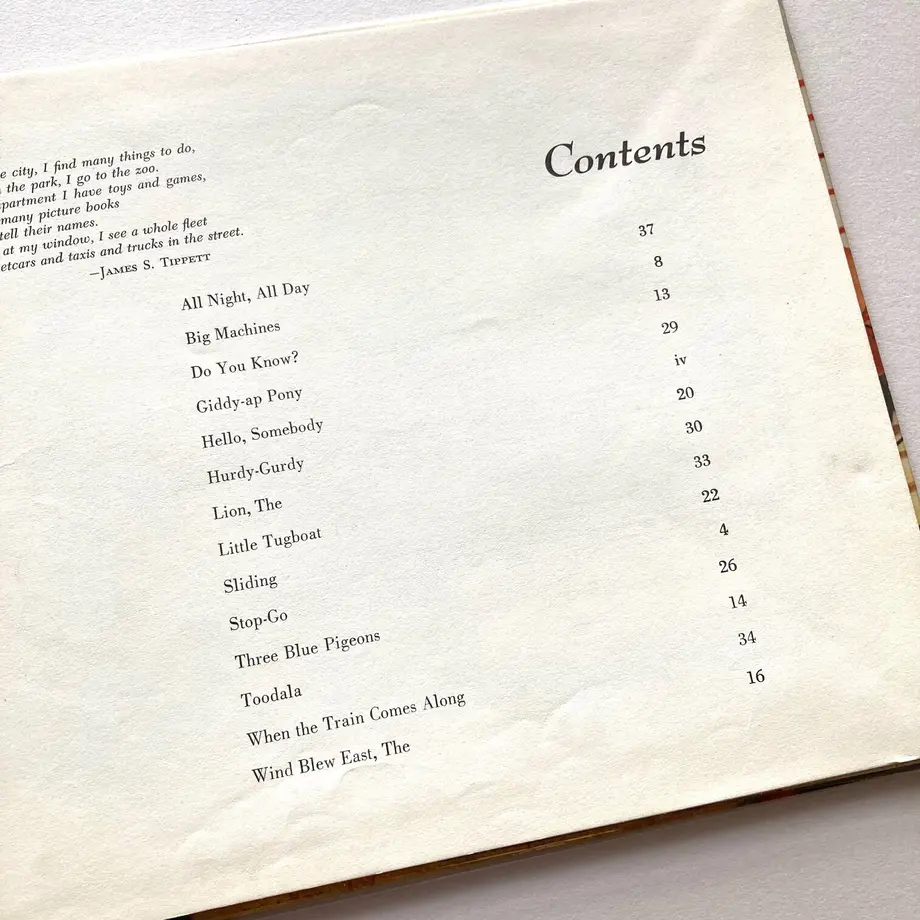 e city, I find many things to do,
the park, I go to the zoo.
partment I have toys and games,
many picture books
tell their names.
at my window, I see a whole fleet
etcars and taxis and trucks in the street.
—JAMES S. TIPPETT
Contents
All Night, All Day 37
Big Machines 8
Do You Know? 13
Giddy-ap Pony 29
Hello, Somebody iv
Hurdy-Gurdy 20
Lion, The 30
Little Tugboat 33
Sliding 22
Stop-Go 4
Three Blue Pigeons 26
Toodala 14
When the Train Comes Along 34
Wind Blew East, The 16